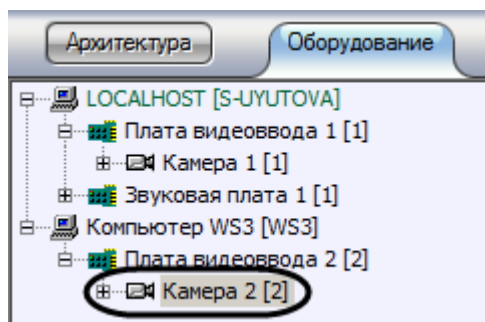 Архитектура Оборудование
LOCALHOST [S-UYUTOVA]
Плата видеоввода 1 [1]
Камера 1 [1]
Звуковая плата 1 [1]
Компьютер WS3 [WS3]
Плата видеоввода 2 [2]
Камера 2 [2]